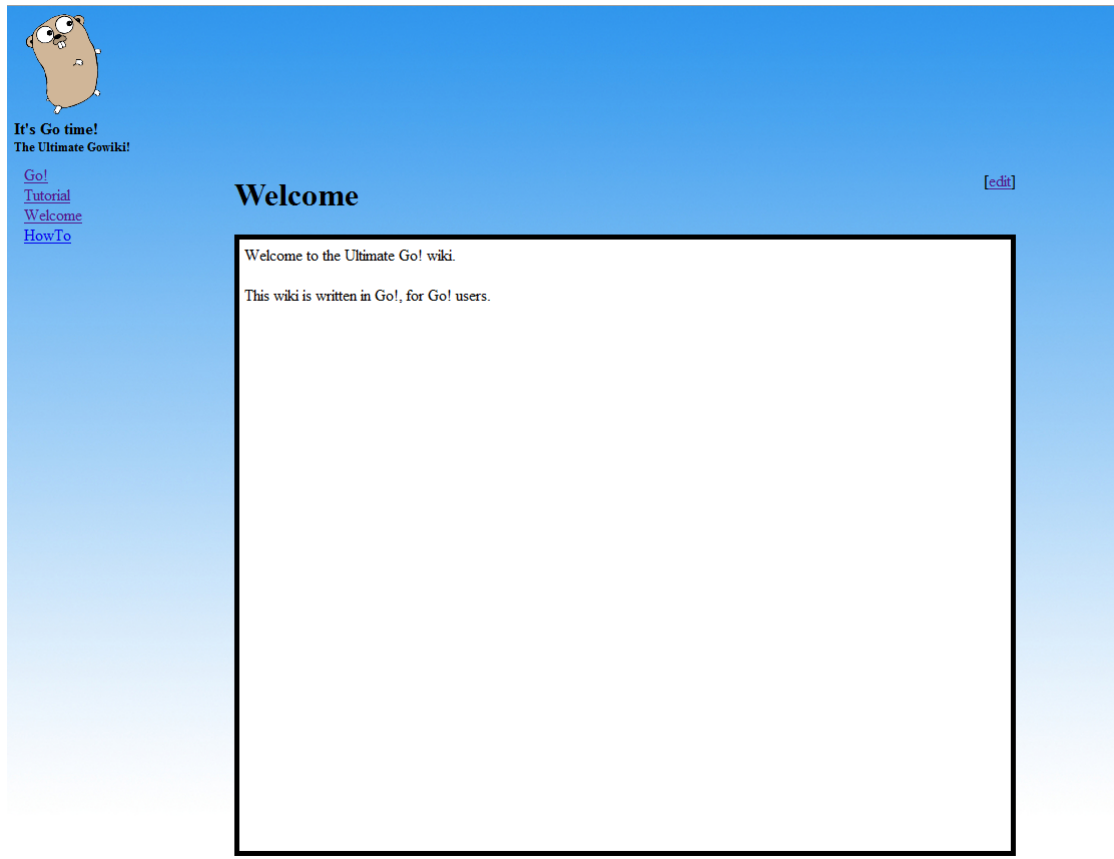 It's Go time!
The Ultimate Gowiki!
Go!
Tutorial
Welcome
HowTo
Welcome
[edit]
Welcome to the Ultimate Go! wiki.
This wiki is written in Go!, for Go! users.